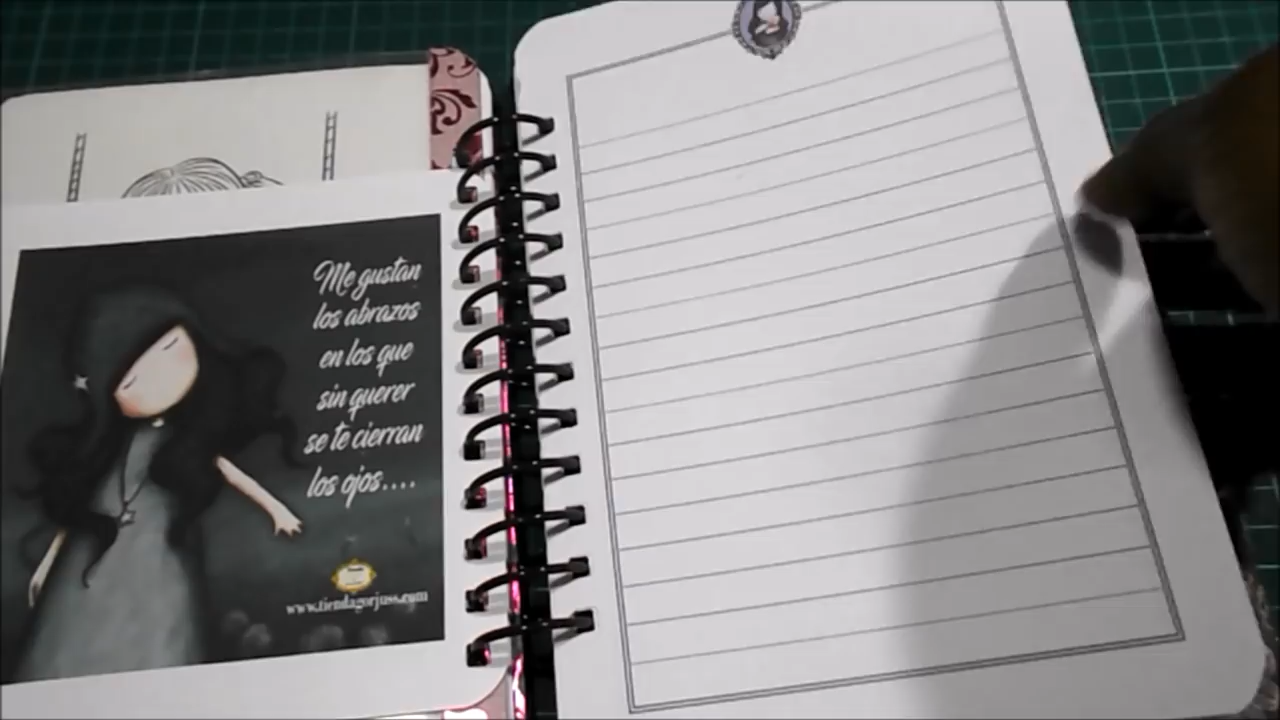 Me gustan
los abrazos
en los que
sin querer
se te cierran
los ojos....
www.tiendagorjuss.com